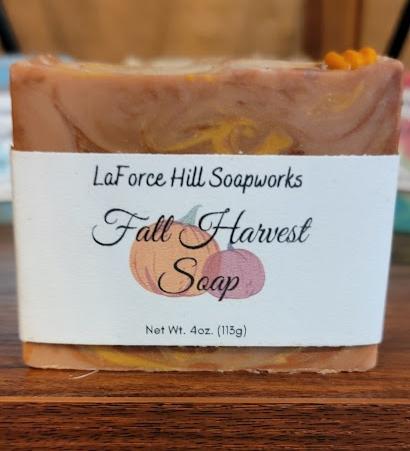 LaForce Hill Soapworks
Fall Harvest
Soap
Net Wt. 4oz. (113g)